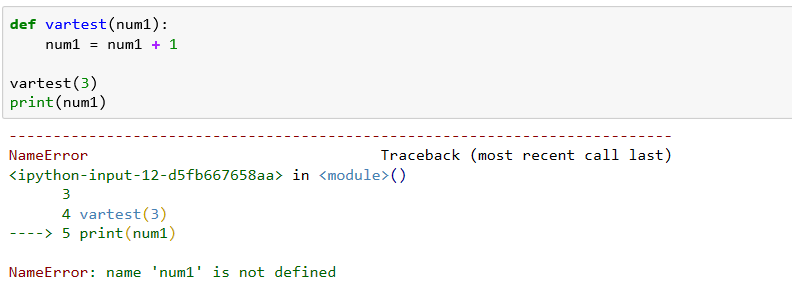 def vartest(num1):
    num1 = num1 + 1

vartest(3)
print(num1)
---------------------------------------------------------------------------
NameError                                 Traceback (most recent call last)
<ipython-input-12-d5fb667658aa> in <module>()
      3
      4 vartest(3)
----> 5 print(num1)

NameError: name 'num1' is not defined